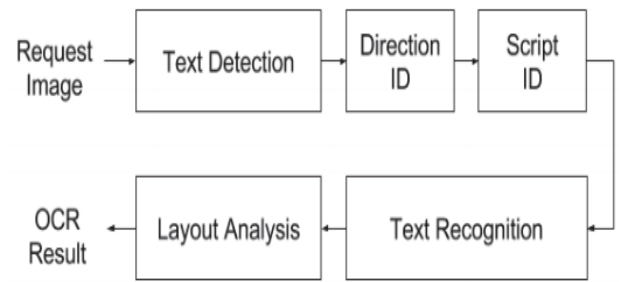 Request
Image
Text Detection
Direction
ID
Script
ID
Text Recognition
Layout Analysis
OCR
Result